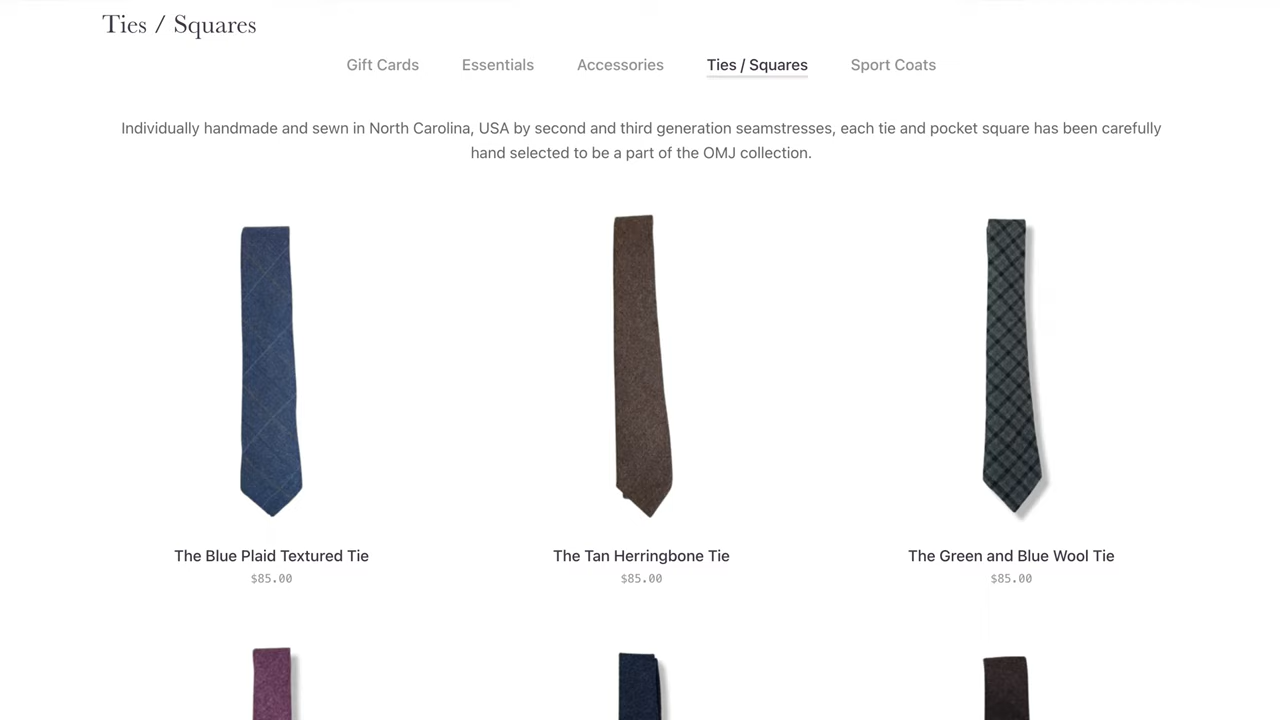 Ties / Squares
Gift Cards Essentials Accessories Ties / Squares Sport Coats
Individually handmade and sewn in North Carolina, USA by second and third generation seamstresses, each tie and pocket square has been carefully
hand selected to be a part of the OMJ collection.
The Blue Plaid Textured Tie The Tan Herringbone Tie The Green and Blue Wool Tie
$85.00 $85.00 $85.00